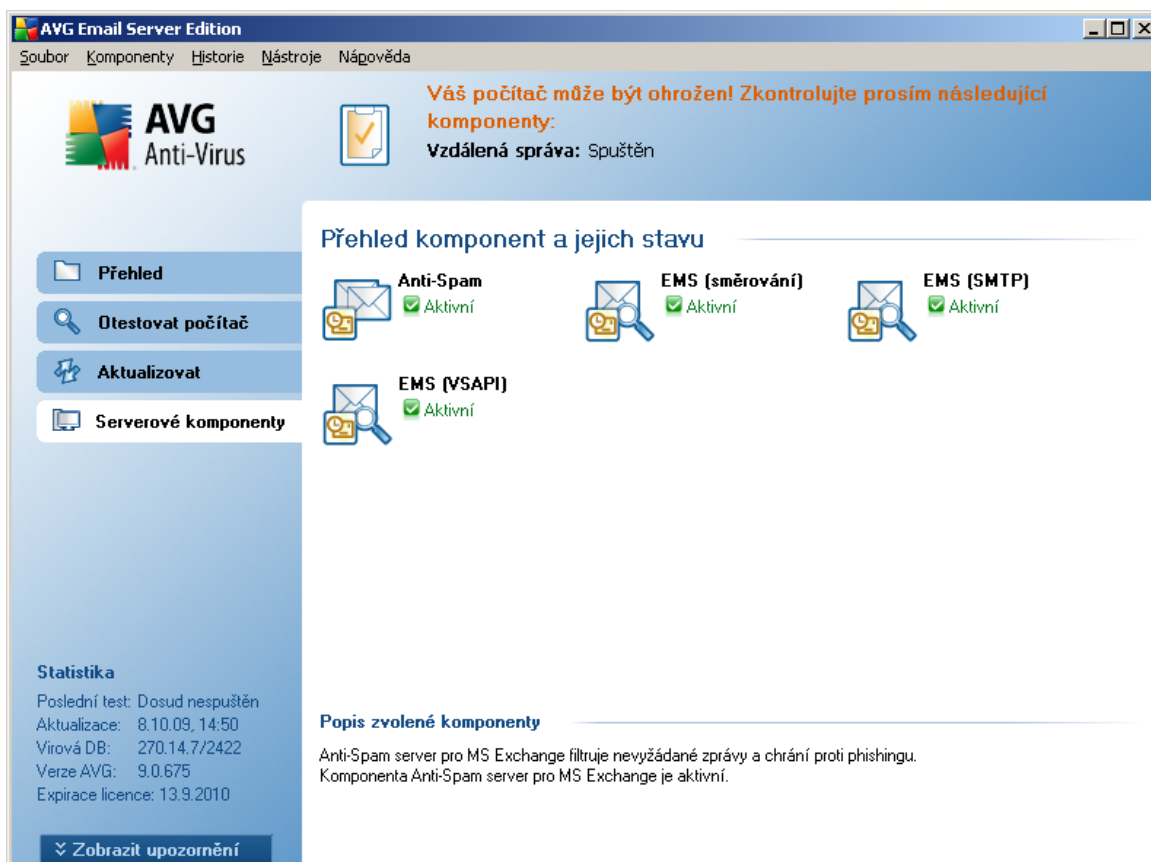 AVG Email Server Edition
Soubor Komponenty Historie Nástroje Nápověda
AVG
Anti-Virus
Váš počítač může být ohrožen! Zkontrolujte prosím následující
komponenty:
Vzdálená správa: Spuštěn
Přehled
Otestovat počítač
Aktualizovat
Serverové komponenty
Přehled komponent a jejich stavu
Anti-Spam
Aktivní
EMS (směrování)
Aktivní
EMS (SMTP)
Aktivní
EMS (VSAPI)
Aktivní
Statistika
Poslední test: Dosud nespuštěn
Aktualizace: 8.10.09, 14:50
Virová DB: 270.14.7/2422
Verze AVG: 9.0.675
Expirace licence: 13.9.2010
Zobrazit upozornění
Popis zvolené komponenty
Anti-Spam server pro MS Exchange filtruje nevyžádané zprávy a chrání proti phishingu.
Komponenta Anti-Spam server pro MS Exchange je aktivní.